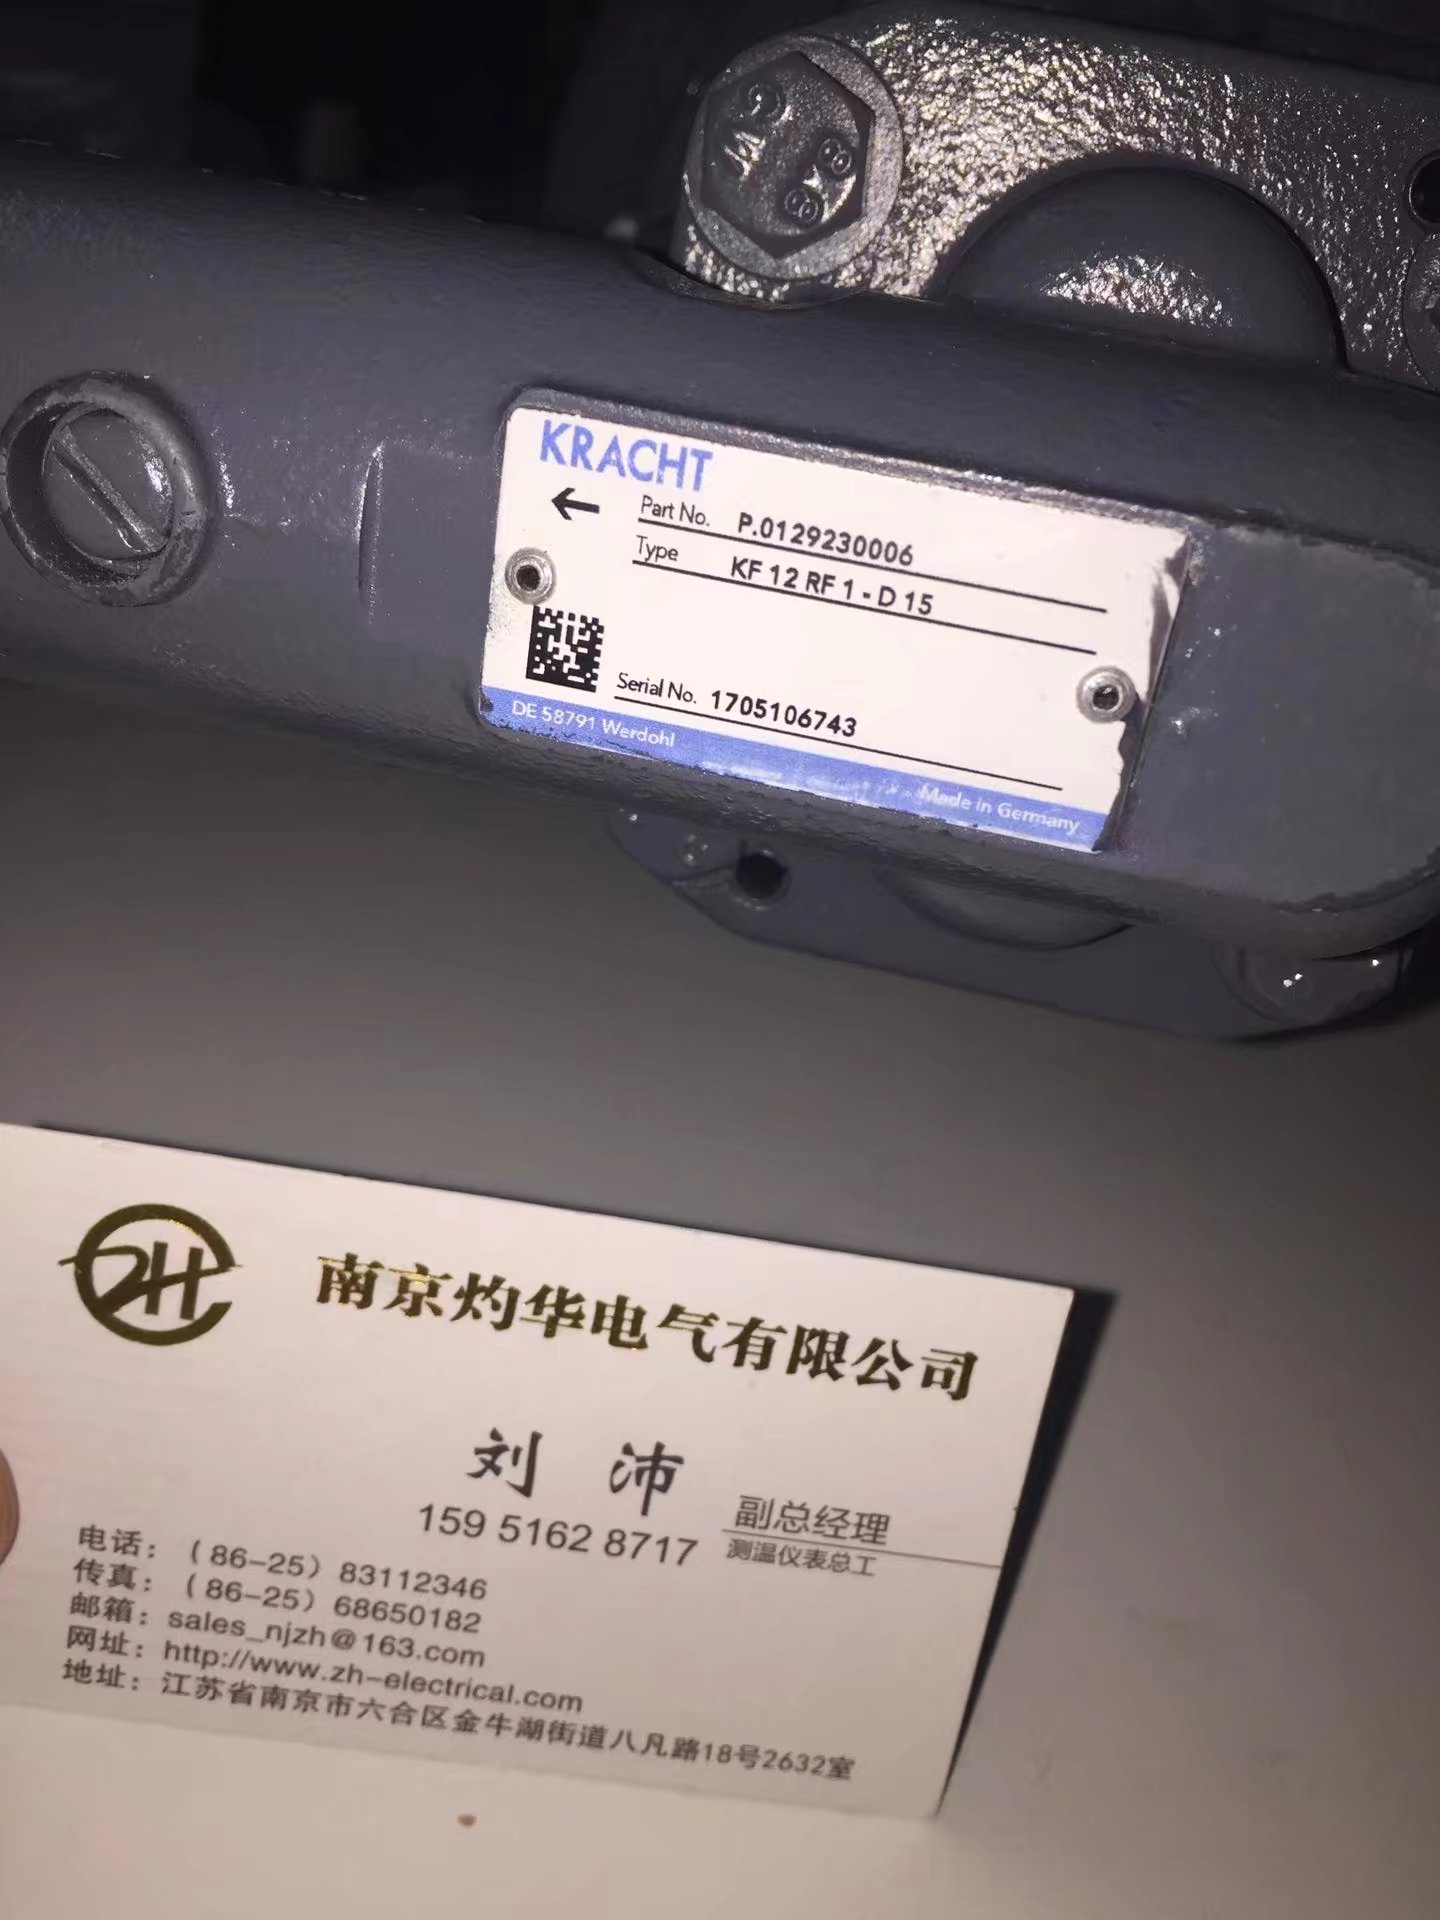 8.8
KRACHT
Part No. P.0129230006
Type KF 12 RF 1 - D 15
Serial No. 1705106743
DE 58791 Werdohl
Made in Germany
ZH
南京灼华电气有限公司
刘 沛
159 5162 8717
副总经理
测温仪表总工
电话：（86-25）83112346
传真：（86-25）68650182
邮箱：sales_njzh@163.com
网址：http://www.zh-electrical.com
地址：江苏省南京市六合区金牛湖街道八凡路18号2632室